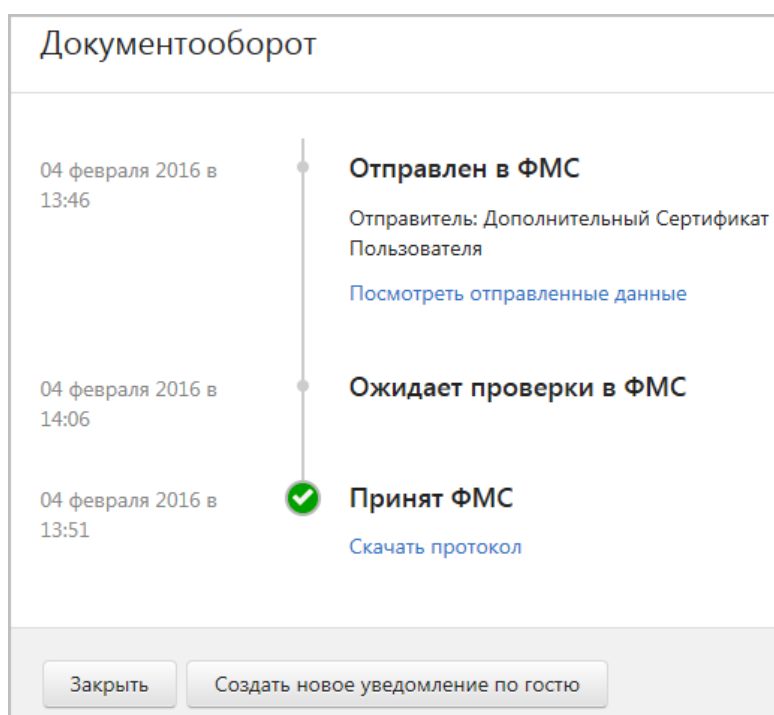 Документооборот
04 февраля 2016 в
13:46
Отправлен в ФМС
Отправитель: Дополнительный Сертификат
Пользователя
Посмотреть отправленные данные
04 февраля 2016 в
14:06
Ожидает проверки в ФМС
04 февраля 2016 в
13:51
Принят ФМС
Скачать протокол
Закрыть
Создать новое уведомление по гостю